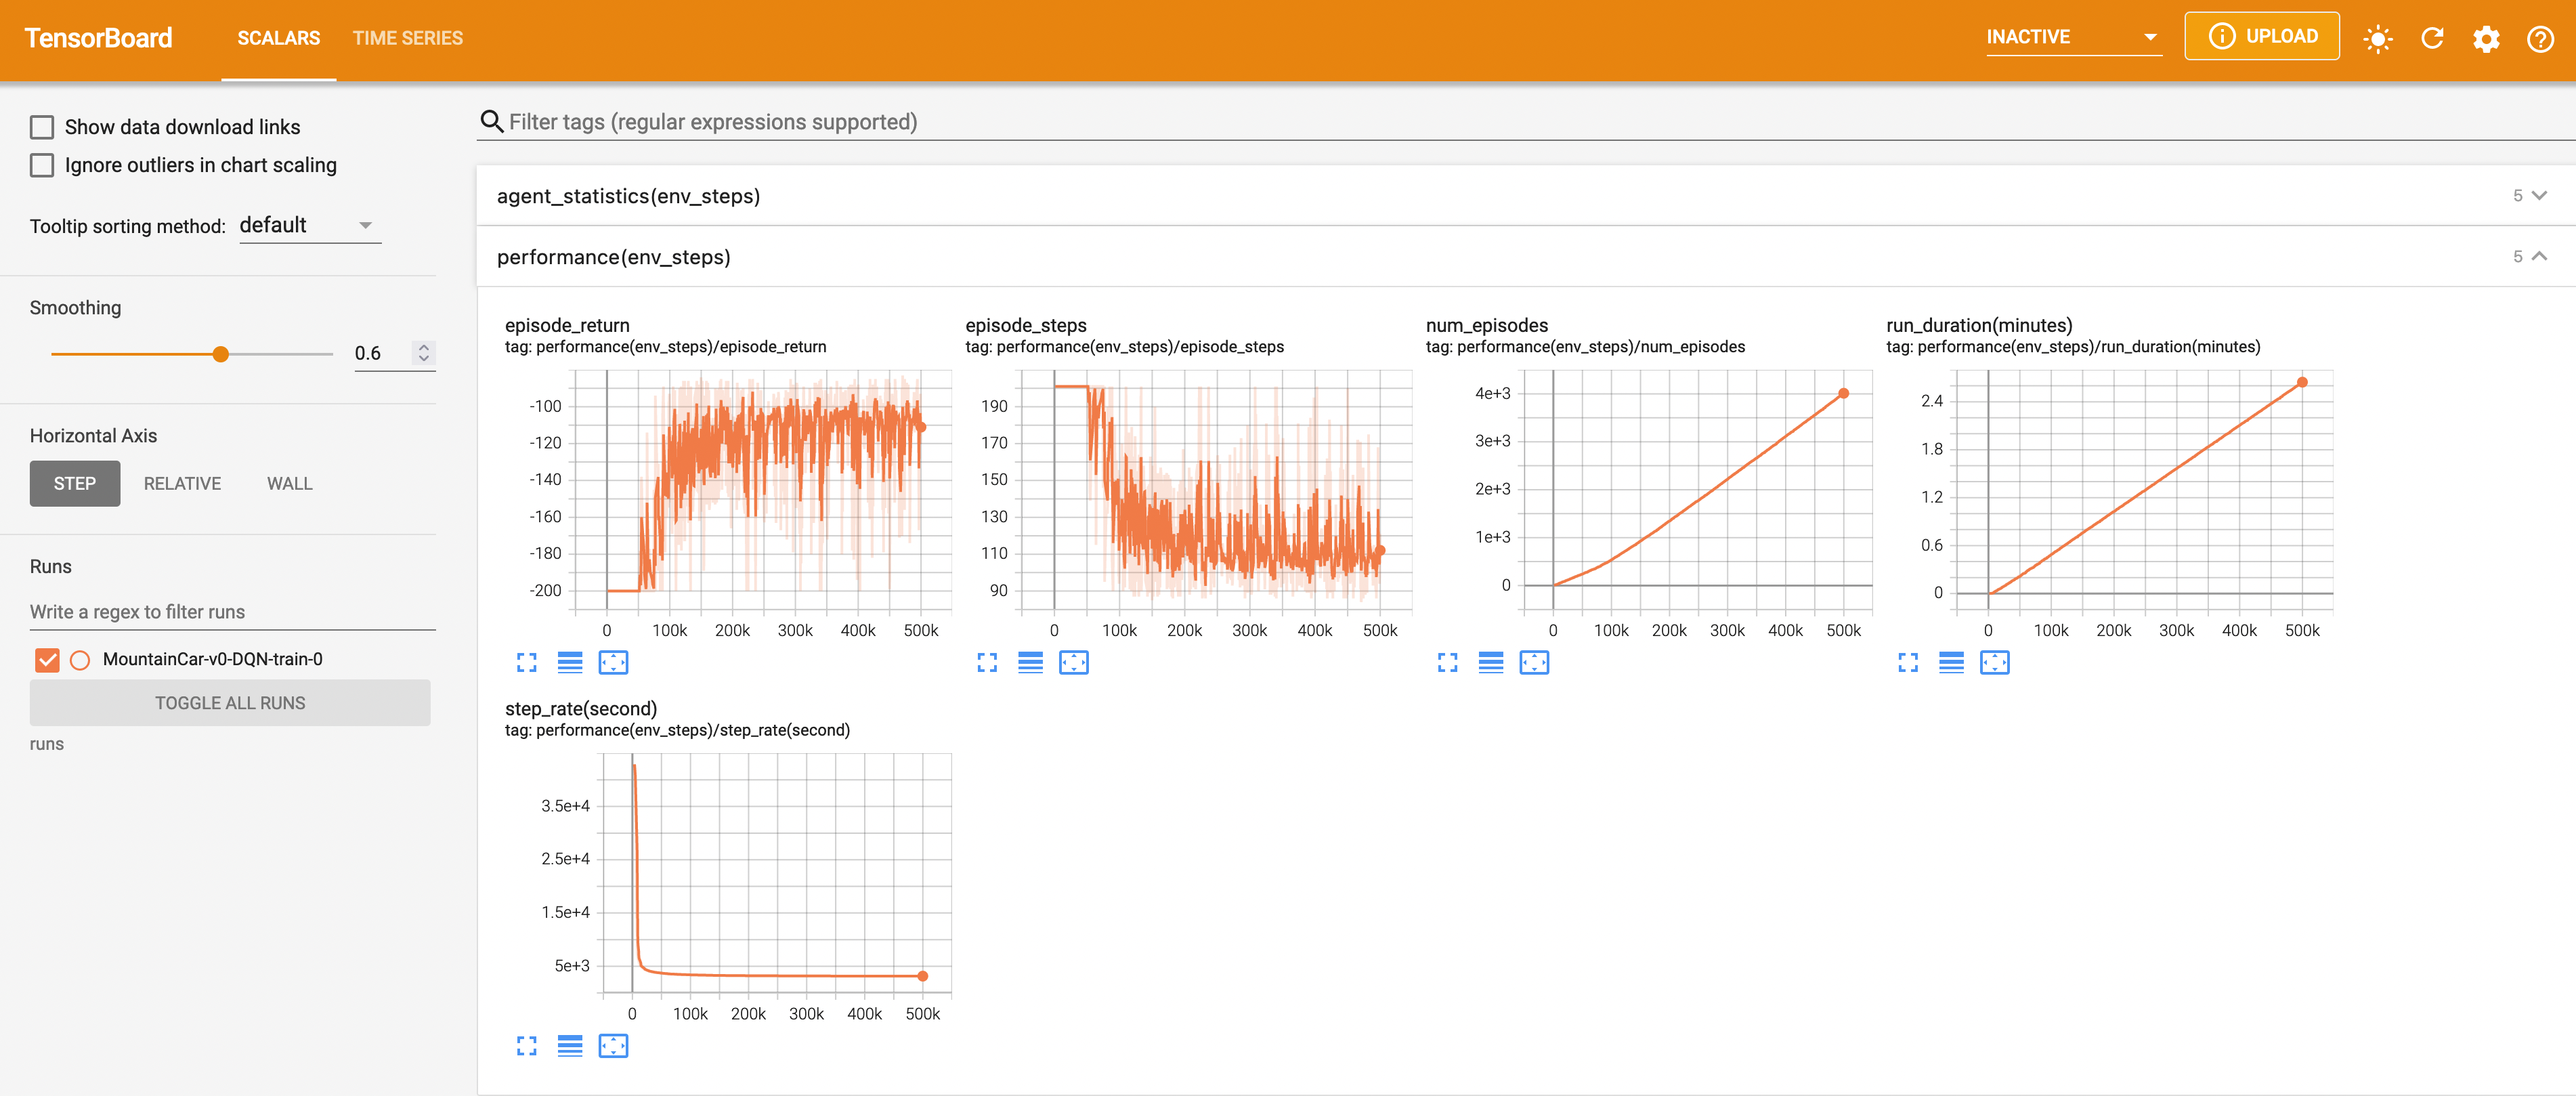 TensorBoard
SCALARS
TIME SERIES
INACTIVE
UPLOAD
Show data download links
Ignore outliers in chart scaling
Tooltip sorting method: default
Smoothing
0.6
Horizontal Axis
STEP
RELATIVE
WALL
Runs
Write a regex to filter runs
MountainCar-v0-DQN-train-0
TOGGLE ALL RUNS
runs
Filter tags (regular expressions supported)
agent_statistics(env_steps)
5
performance(env_steps)
5
episode_return
tag: performance(env_steps)/episode_return
-100
-120
-140
-160
-180
-200
0 100k 200k 300k 400k 500k
episode_steps
tag: performance(env_steps)/episode_steps
190
170
150
130
110
90
0 100k 200k 300k 400k 500k
num_episodes
tag: performance(env_steps)/num_episodes
4e+3
3e+3
2e+3
1e+3
0
0 100k 200k 300k 400k 500k
run_duration(minutes)
tag: performance(env_steps)/run_duration(minutes)
2.4
1.8
1.2
0.6
0
0 100k 200k 300k 400k 500k
step_rate(second)
tag: performance(env_steps)/step_rate(second)
3.5e+4
2.5e+4
1.5e+4
5e+3
0 100k 200k 300k 400k 500k